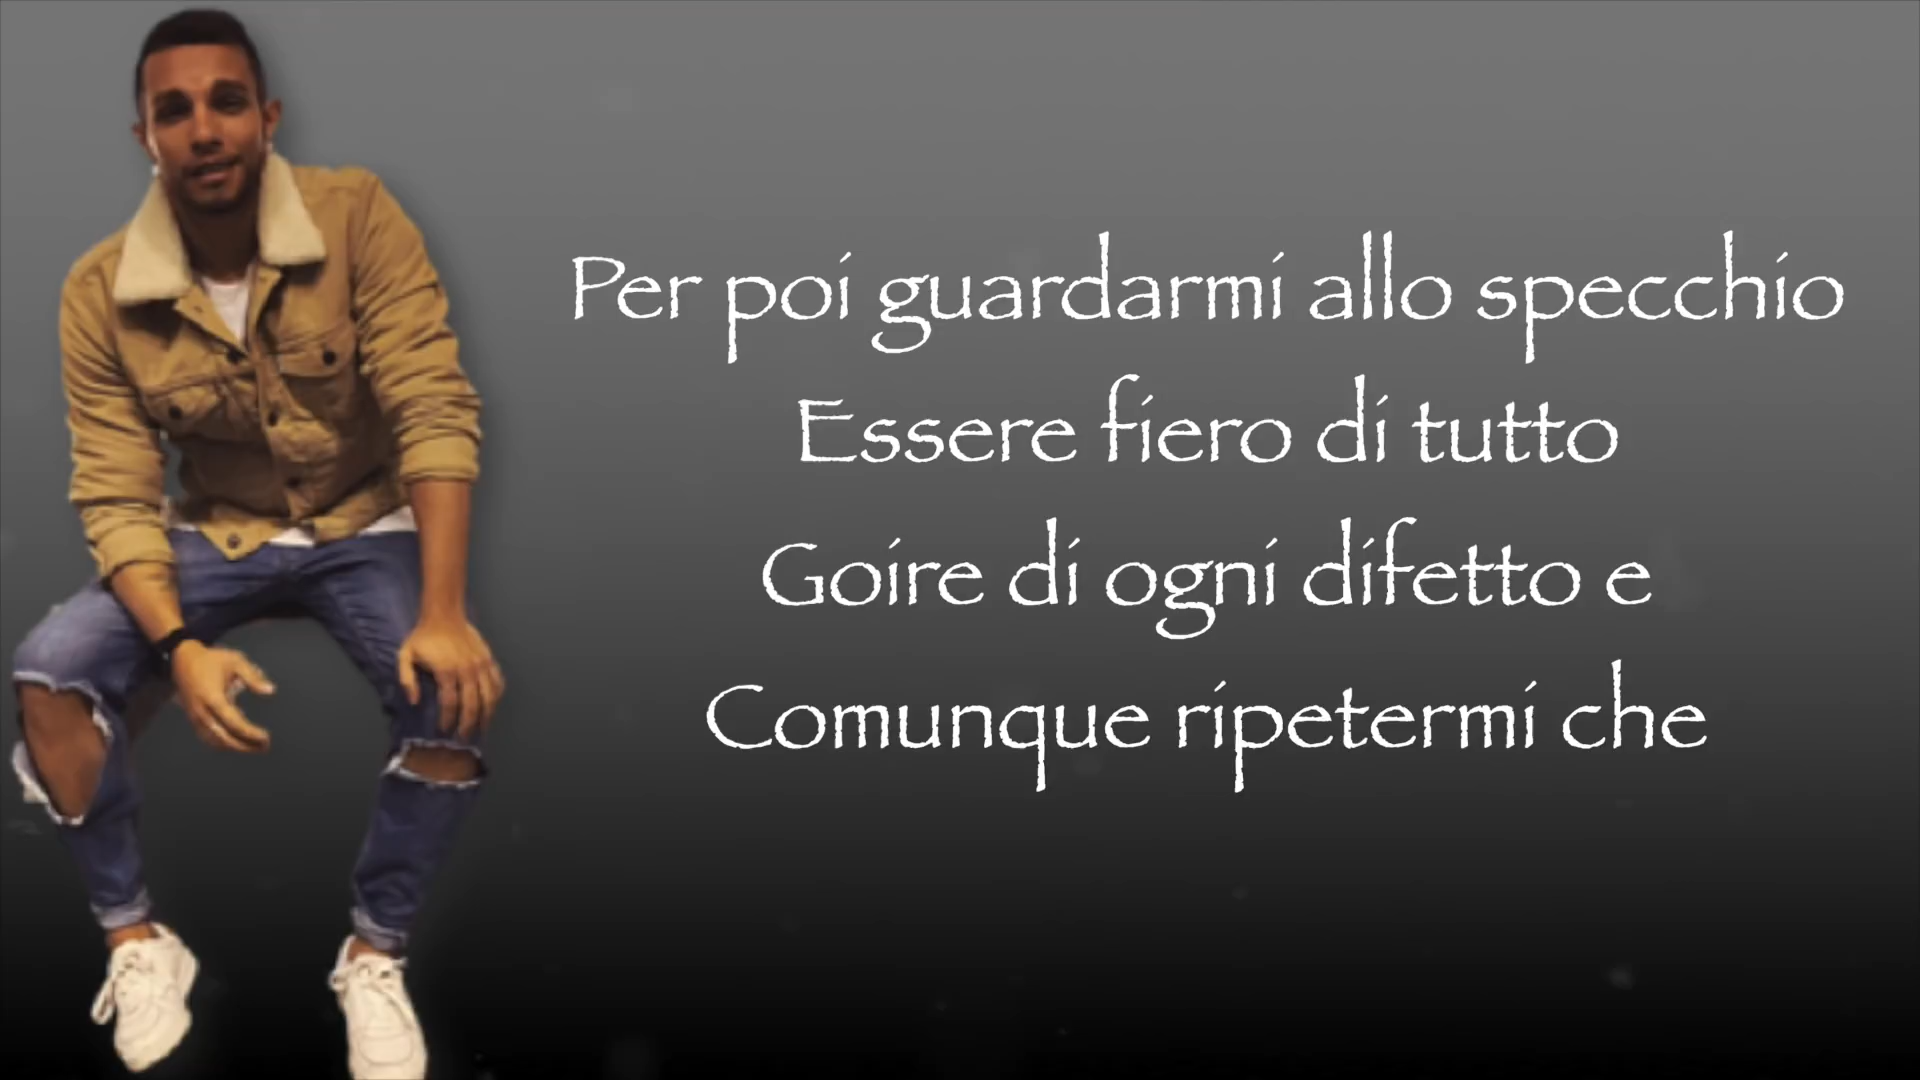 Per poi guardarmi allo specchio
Essere fiero di tutto
Goire di ogni difetto e
Comunque ripetermi che